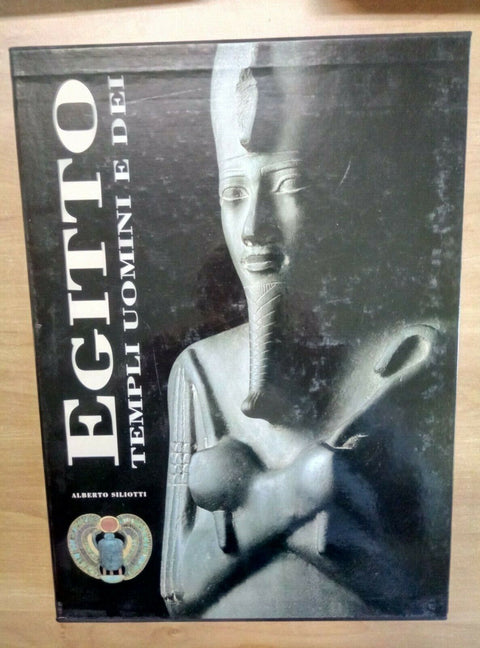 EGITTO
TEMPLI UOMINI E DEI
ALBERTO SILIOTTI